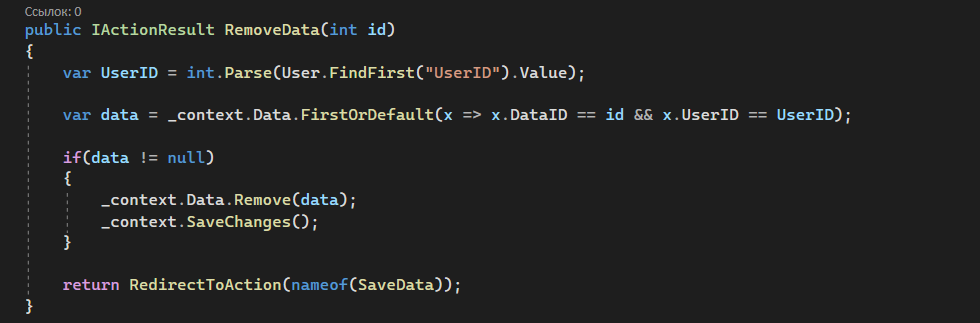 Ссылок: 0
public IActionResult RemoveData(int id)
{
var UserID = int.Parse(User.FindFirst("UserID").Value);
var data = _context.Data.FirstOrDefault(x => x.DataID == id && x.UserID == UserID);
if(data != null)
{
_context.Data.Remove(data);
_context.SaveChanges();
}
return RedirectToAction(nameof(SaveData));
}